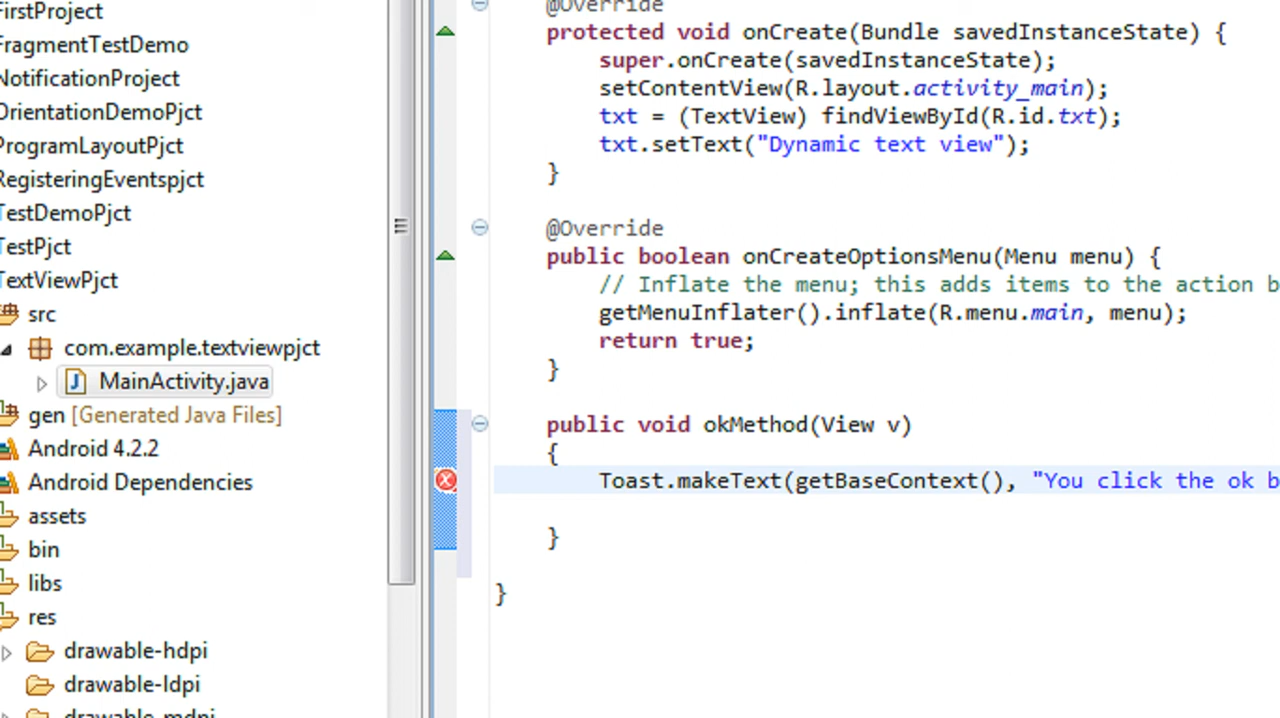 FirstProject
FragmentTestDemo
NotificationProject
OrientationDemoPjct
ProgramLayoutPjct
RegisteringEventspjct
TestDemoPjct
TestPjct
TextViewPjct
src
com.example.textviewpjct
MainActivity.java
gen [Generated Java Files]
Android 4.2.2
Android Dependencies
assets
bin
libs
res
drawable-hdpi
drawable-ldpi
drawable-mdpi
@Override
protected void onCreate(Bundle savedInstanceState) {
super.onCreate(savedInstanceState);
setContentView(R.layout.activity_main);
txt = (TextView) findViewById(R.id.txt);
txt.setText("Dynamic text view");
}
@Override
public boolean onCreateOptionsMenu(Menu menu) {
// Inflate the menu; this adds items to the action b
getMenuInflater().inflate(R.menu.main, menu);
return true;
}
public void okMethod(View v)
{
Toast.makeText(getBaseContext(), "You click the ok b
}
}